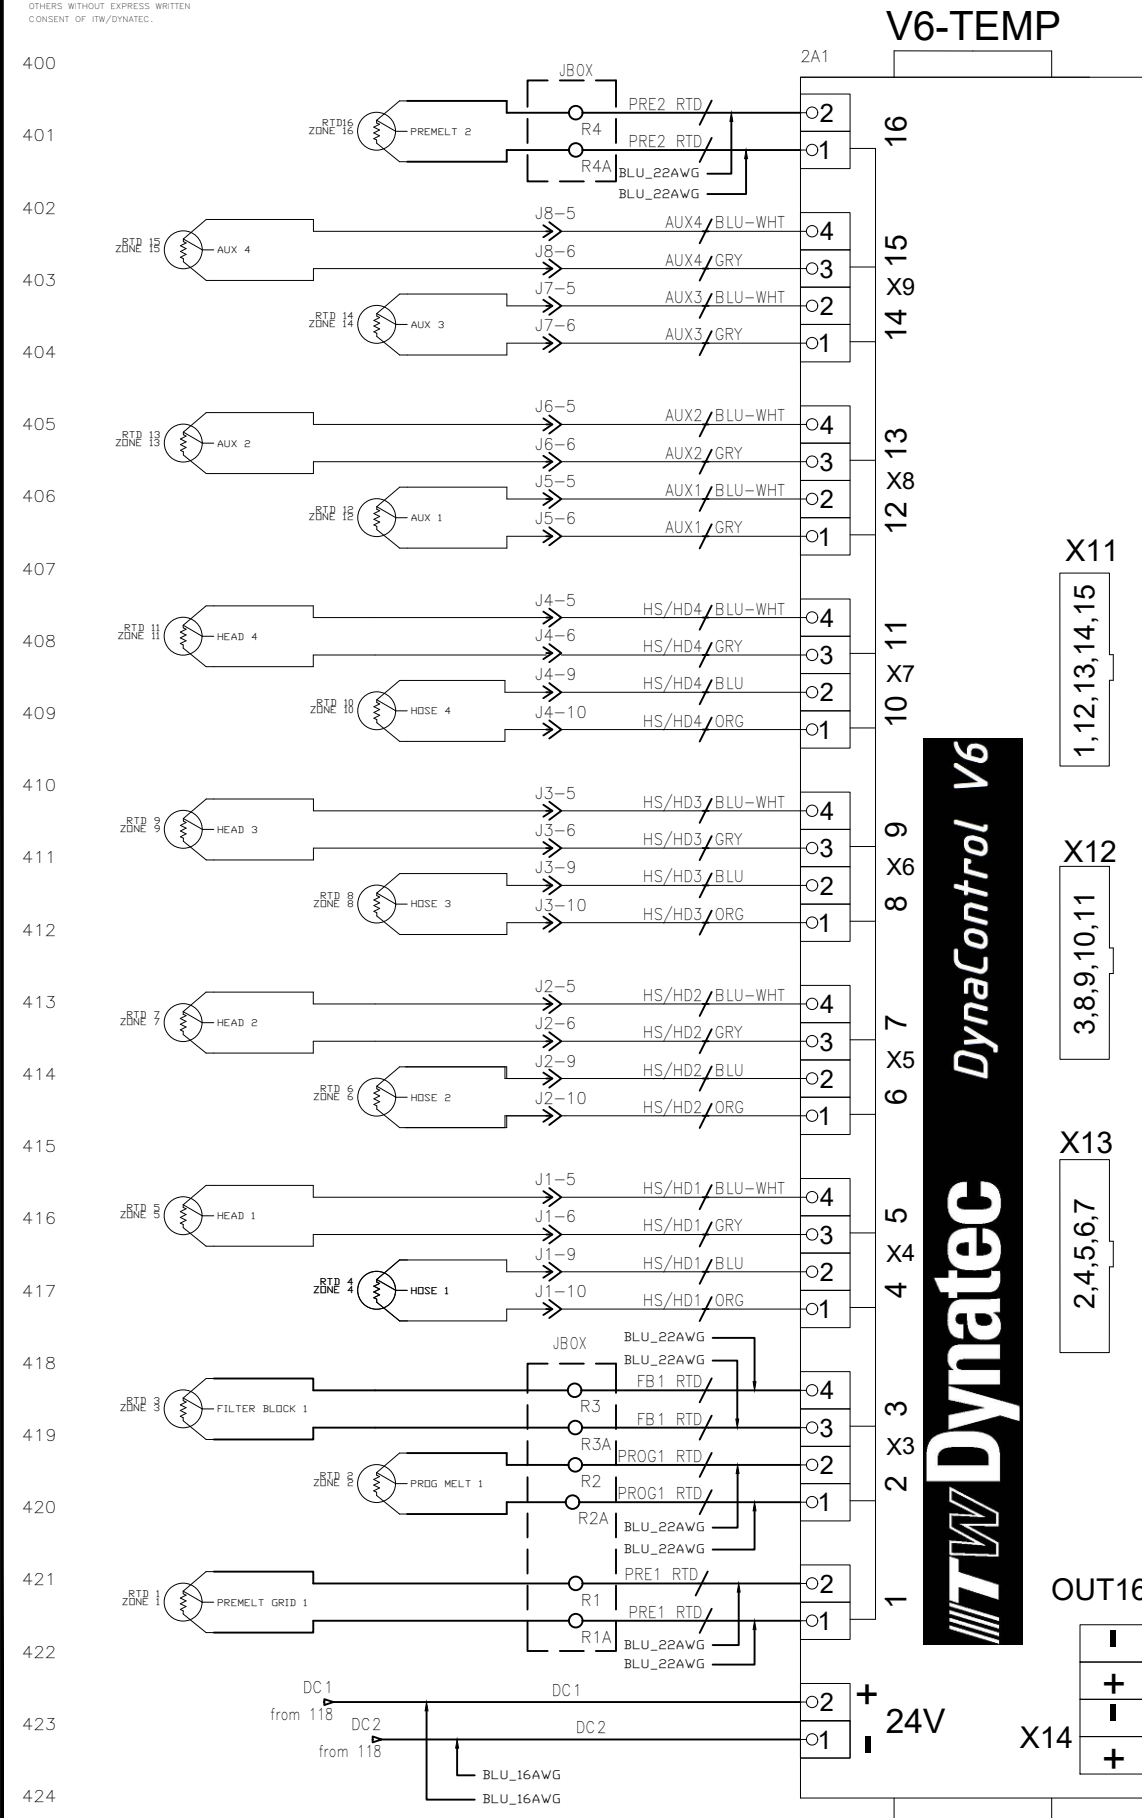 OTHERS WITHOUT EXPRESS WRITTEN
CONSENT OF ITW/DYNATEC.
V6-TEMP
400
2A1
JBOX
PRE2 RTD
2
RTD16
ZONE 16
PREMELT 2
R4
16
401
PRE2 RTD
1
R4A
BLU_22AWG
BLU_22AWG
402
J8-5
AUX4 BLU-WHT
4
RTD 15
ZONE 15
AUX 4
15
J8-6
AUX4 GRY
3
403
X9
J7-5
AUX3 BLU-WHT
2
RTD 14
ZONE 14
AUX 3
14
J7-6
AUX3 GRY
1
404
405
J6-5
AUX2 BLU-WHT
4
RTD 13
ZONE 13
AUX 2
13
J6-6
AUX2 GRY
3
X8
406
J5-5
AUX1 BLU-WHT
2
RTD 12
ZONE 12
AUX 1
12
J5-6
AUX1 GRY
1
X11
407
1,12,13,14,15
J4-5
HS/HD4 BLU-WHT
4
RTD 11
ZONE 11
HEAD 4
11
408
J4-6
HS/HD4 GRY
3
X7
J4-9
HS/HD4 BLU
2
RTD 10
ZONE 10
HOSE 4
10
409
J4-10
HS/HD4 ORG
1
410
J3-5
HS/HD3 BLU-WHT
4
RTD 9
ZONE 9
HEAD 3
9
J3-6
HS/HD3 GRY
3
411
X6
X12
J3-9
HS/HD3 BLU
2
RTD 8
ZONE 8
HOSE 3
8
J3-10
HS/HD3 ORG
1
412
3,8,9,10,11
413
J2-5
HS/HD2 BLU-WHT
4
RTD 7
ZONE 7
HEAD 2
7
J2-6
HS/HD2 GRY
3
X5
414
J2-9
HS/HD2 BLU
2
RTD 6
ZONE 6
HOSE 2
6
J2-10
HS/HD2 ORG
1
415
X13
2,4,5,6,7
J1-5
HS/HD1 BLU-WHT
4
RTD 5
ZONE 5
HEAD 1
5
416
J1-6
HS/HD1 GRY
3
X4
J1-9
HS/HD1 BLU
2
RTD 4
ZONE 4
HOSE 1
4
417
J1-10
HS/HD1 ORG
1
ITW Dynatec DynaControl V6
BLU_22AWG
JBOX
418
BLU_22AWG
FB1 RTD
4
RTD 3
ZONE 3
FILTER BLOCK 1
R3
3
419
FB1 RTD
3
R3A
X3
PROG1 RTD
2
RTD 2
ZONE 2
PROG MELT 1
R2
2
420
PROG1 RTD
1
R2A
BLU_22AWG
BLU_22AWG
421
PRE1 RTD
2
RTD 1
ZONE 1
PREMELT GRID 1
R1
1
OUT16
PRE1 RTD
1
R1A
BLU_22AWG
422
BLU_22AWG
-
+
-
+
X14
DC1
from 118
DC1
2
+
24V
423
DC2
from 118
DC2
1
-
BLU_16AWG
424
BLU_16AWG